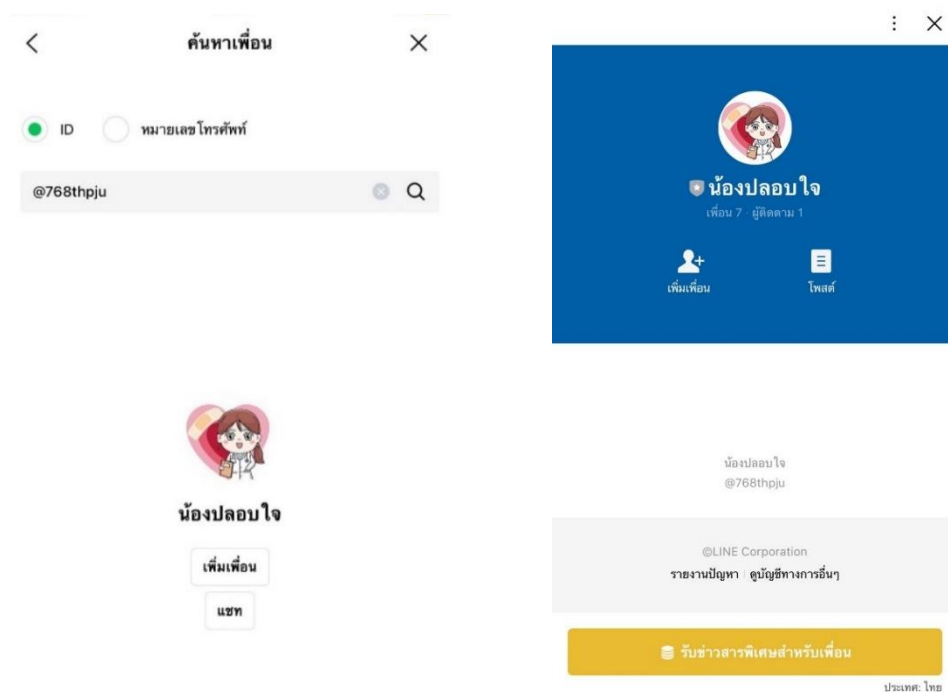 ค้นหาเพื่อน
ID หมายเลขโทรศัพท์
@768thpju
น้องปลอบใจ
เพิ่มเพื่อน
แชท
น้องปลอบใจ
เพื่อน 7 · ผู้ติดตาม 1
เพิ่มเพื่อน โพสต์
น้องปลอบใจ
@768thpju
©LINE Corporation
รายงานปัญหา | ดูบัญชีทางการอื่นๆ
รับข่าวสารพิเศษสำหรับเพื่อน
ประเทศ: ไทย